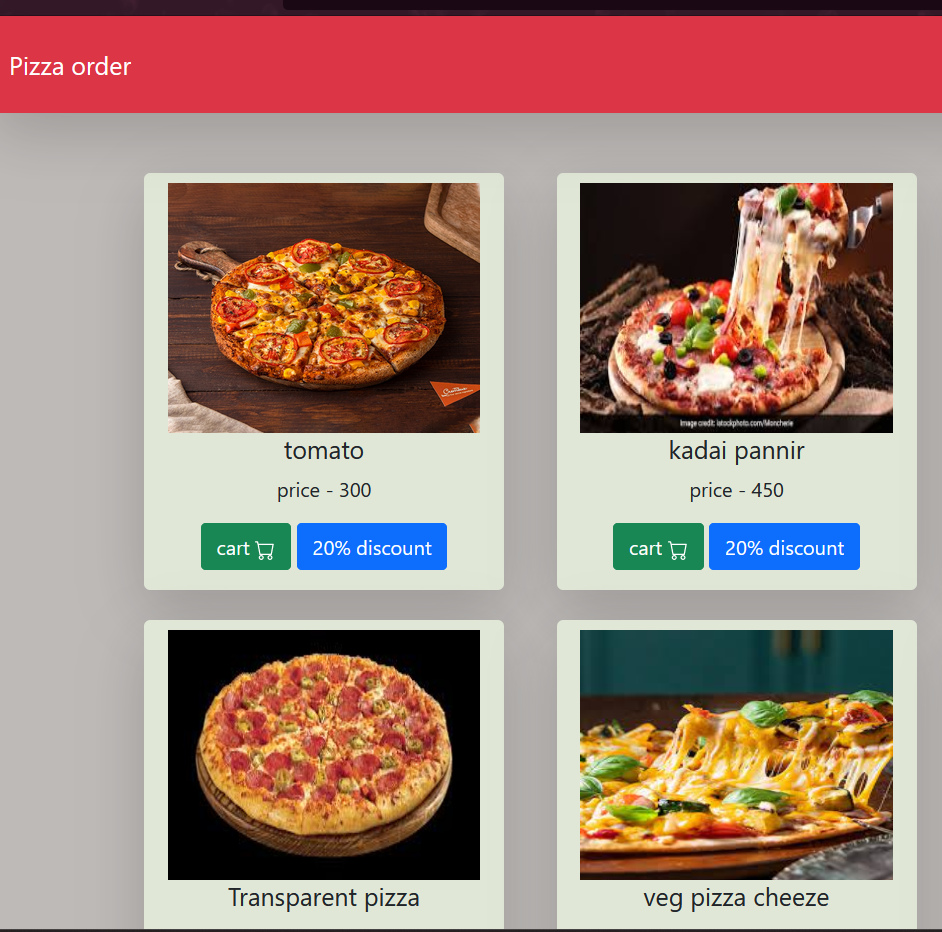 Pizza order
Image credit: istockphoto.com/Moncherie
tomato
kadai pannir
price - 300
price - 450
cart
20% discount
cart
20% discount
Transparent pizza
veg pizza cheeze